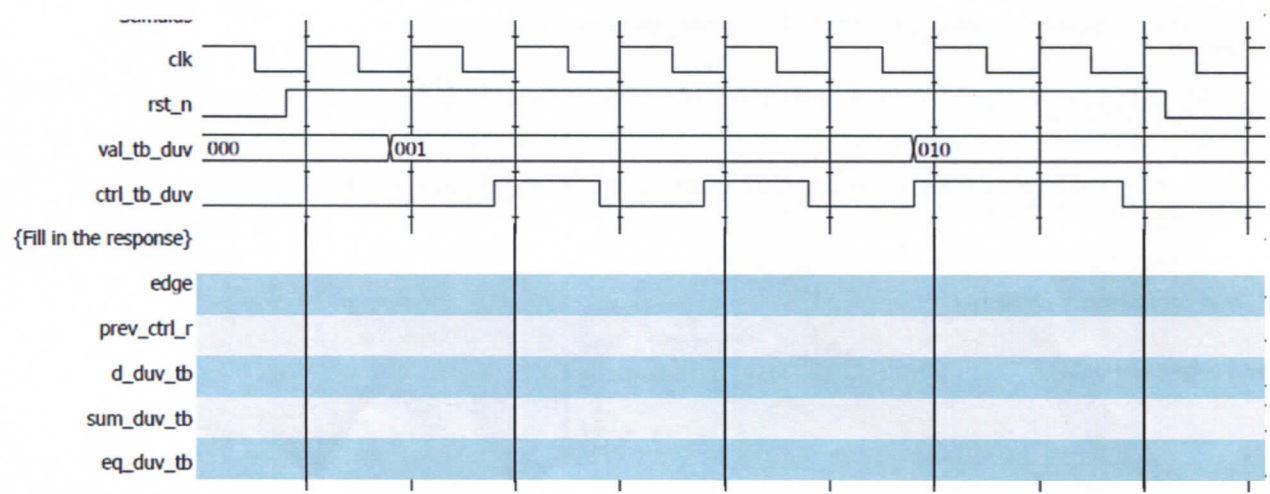 clk
rst_n
val_tb_duv 000 001 010
ctrl_tb_duv
{Fill in the response}
edge
prev_ctrl_r
d_duv_tb
sum_duv_tb
eq_duv_tb